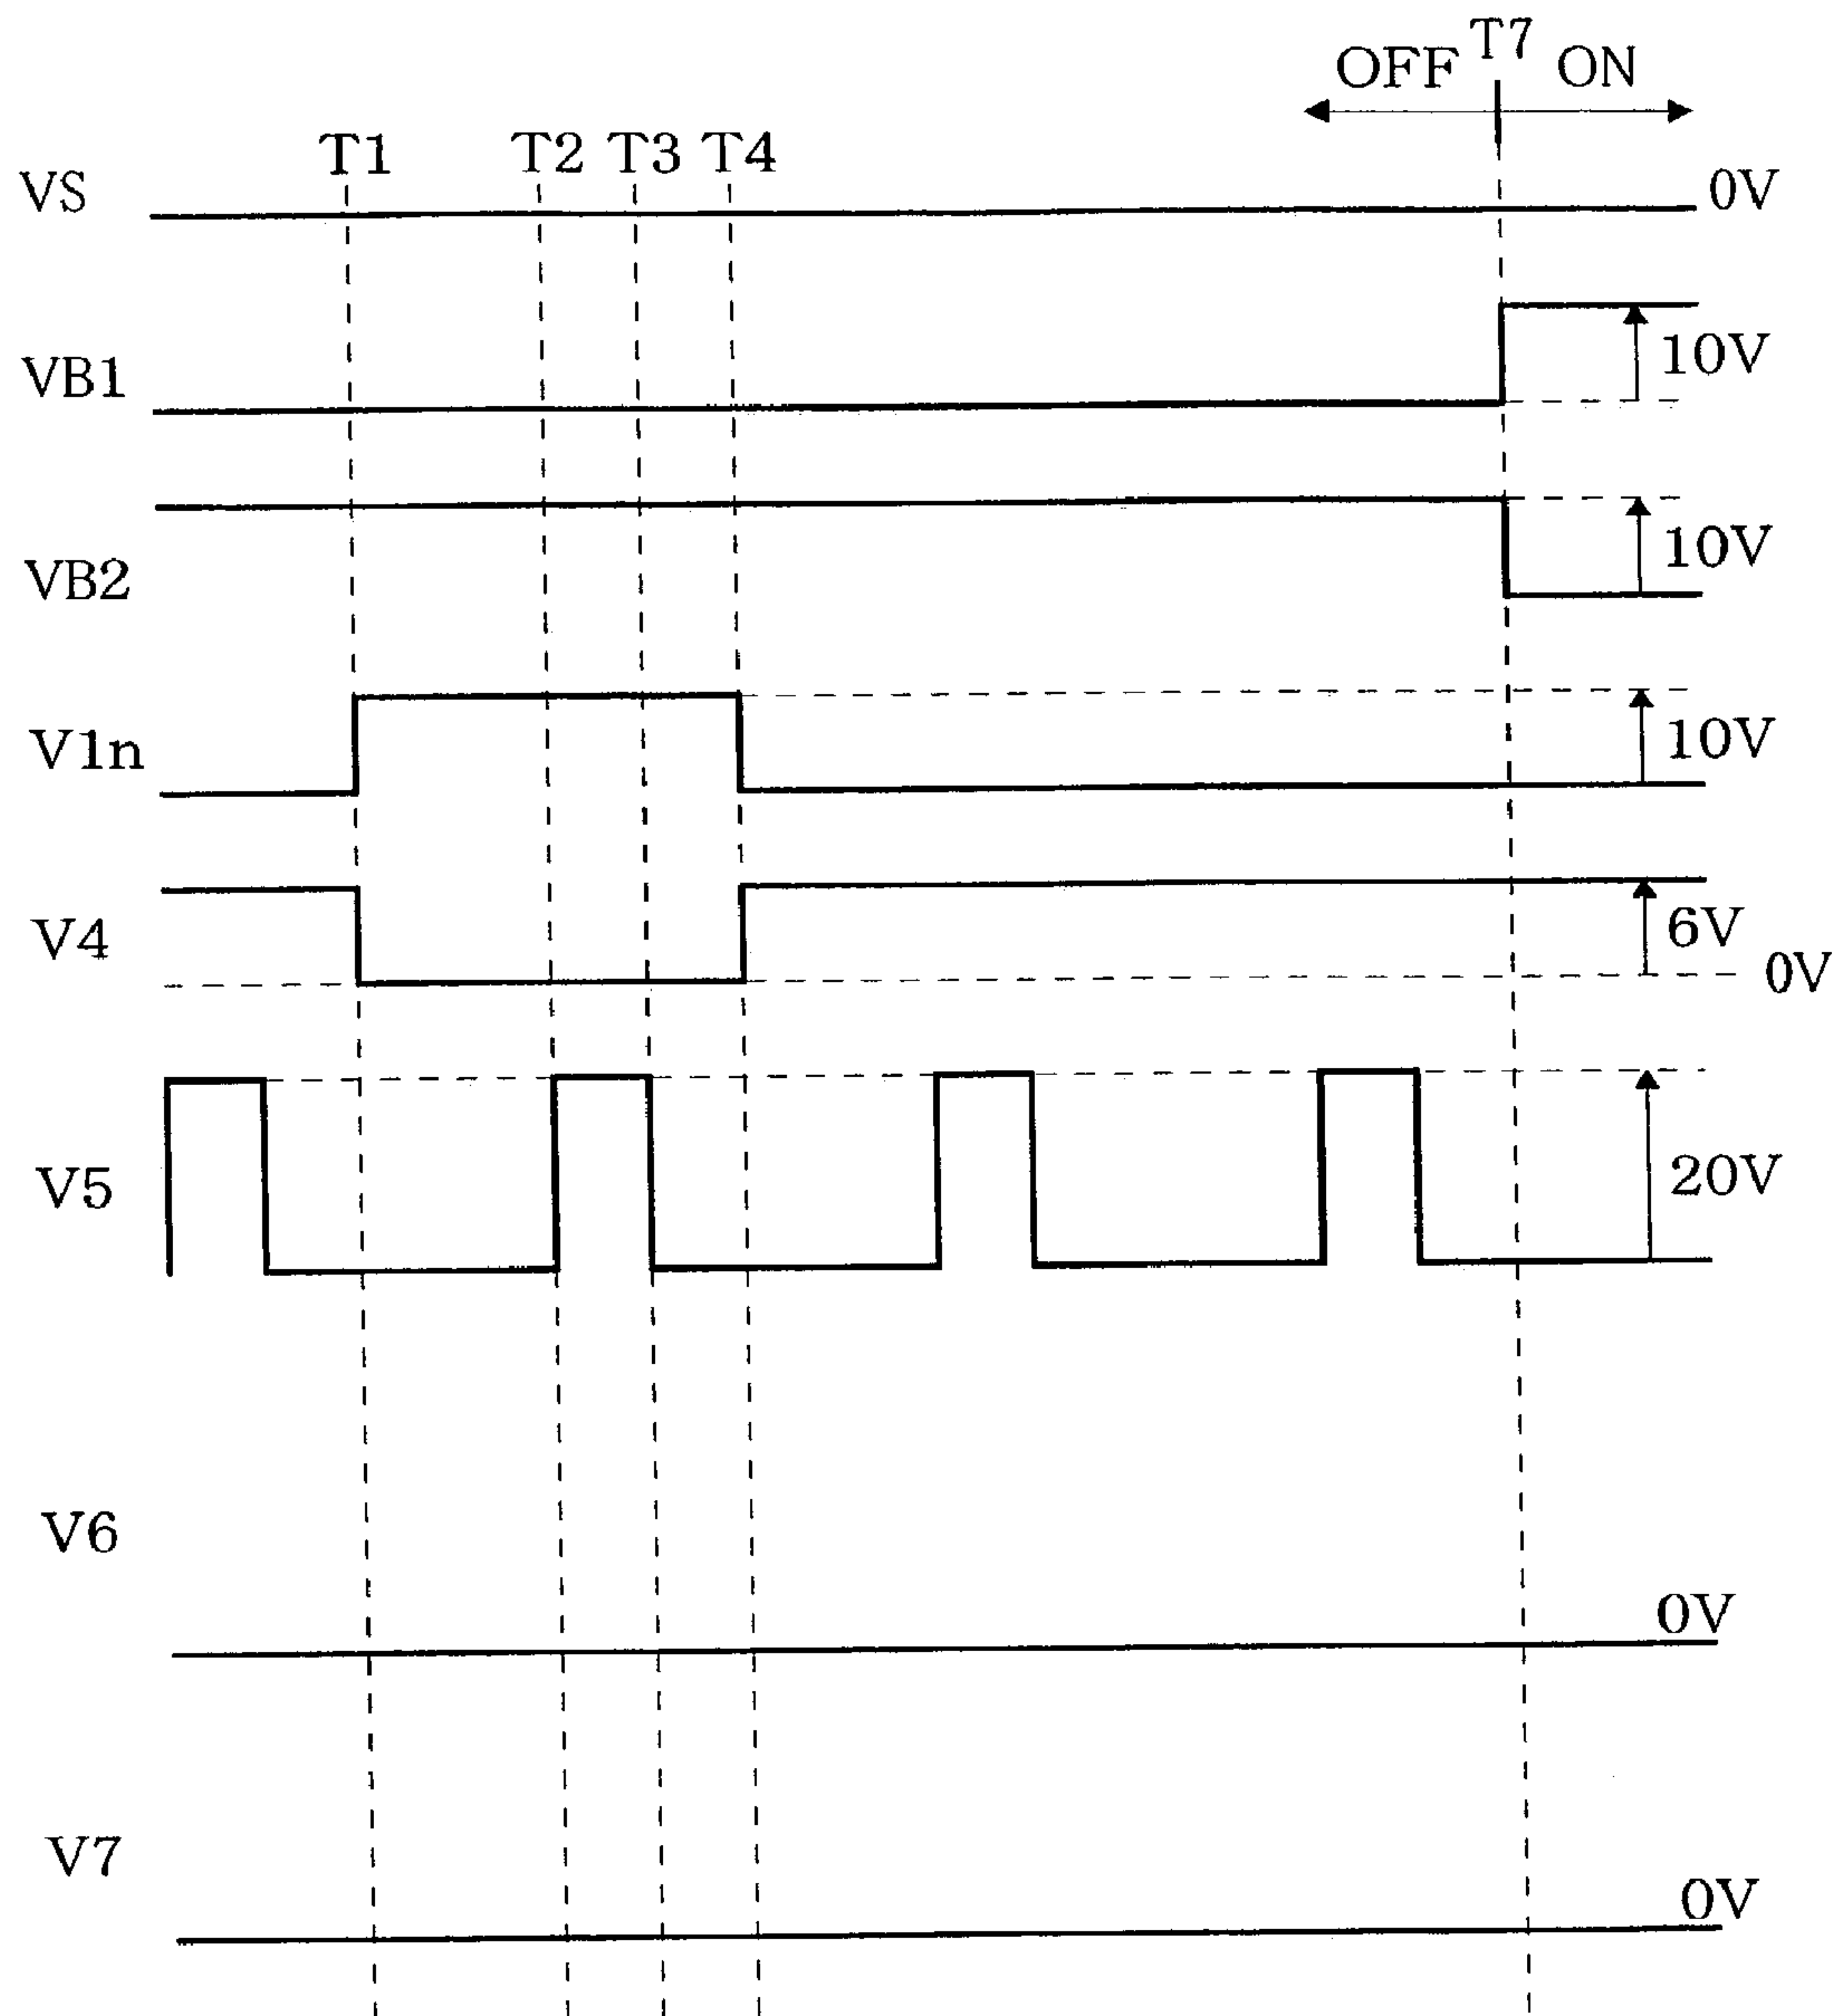 OFF T7 ON
T1 T2 T3 T4
VS 0V
VB1 10V
VB2 10V
V1n 10V
V4 6V
0V
V5 20V
V6
0V
V7
0V